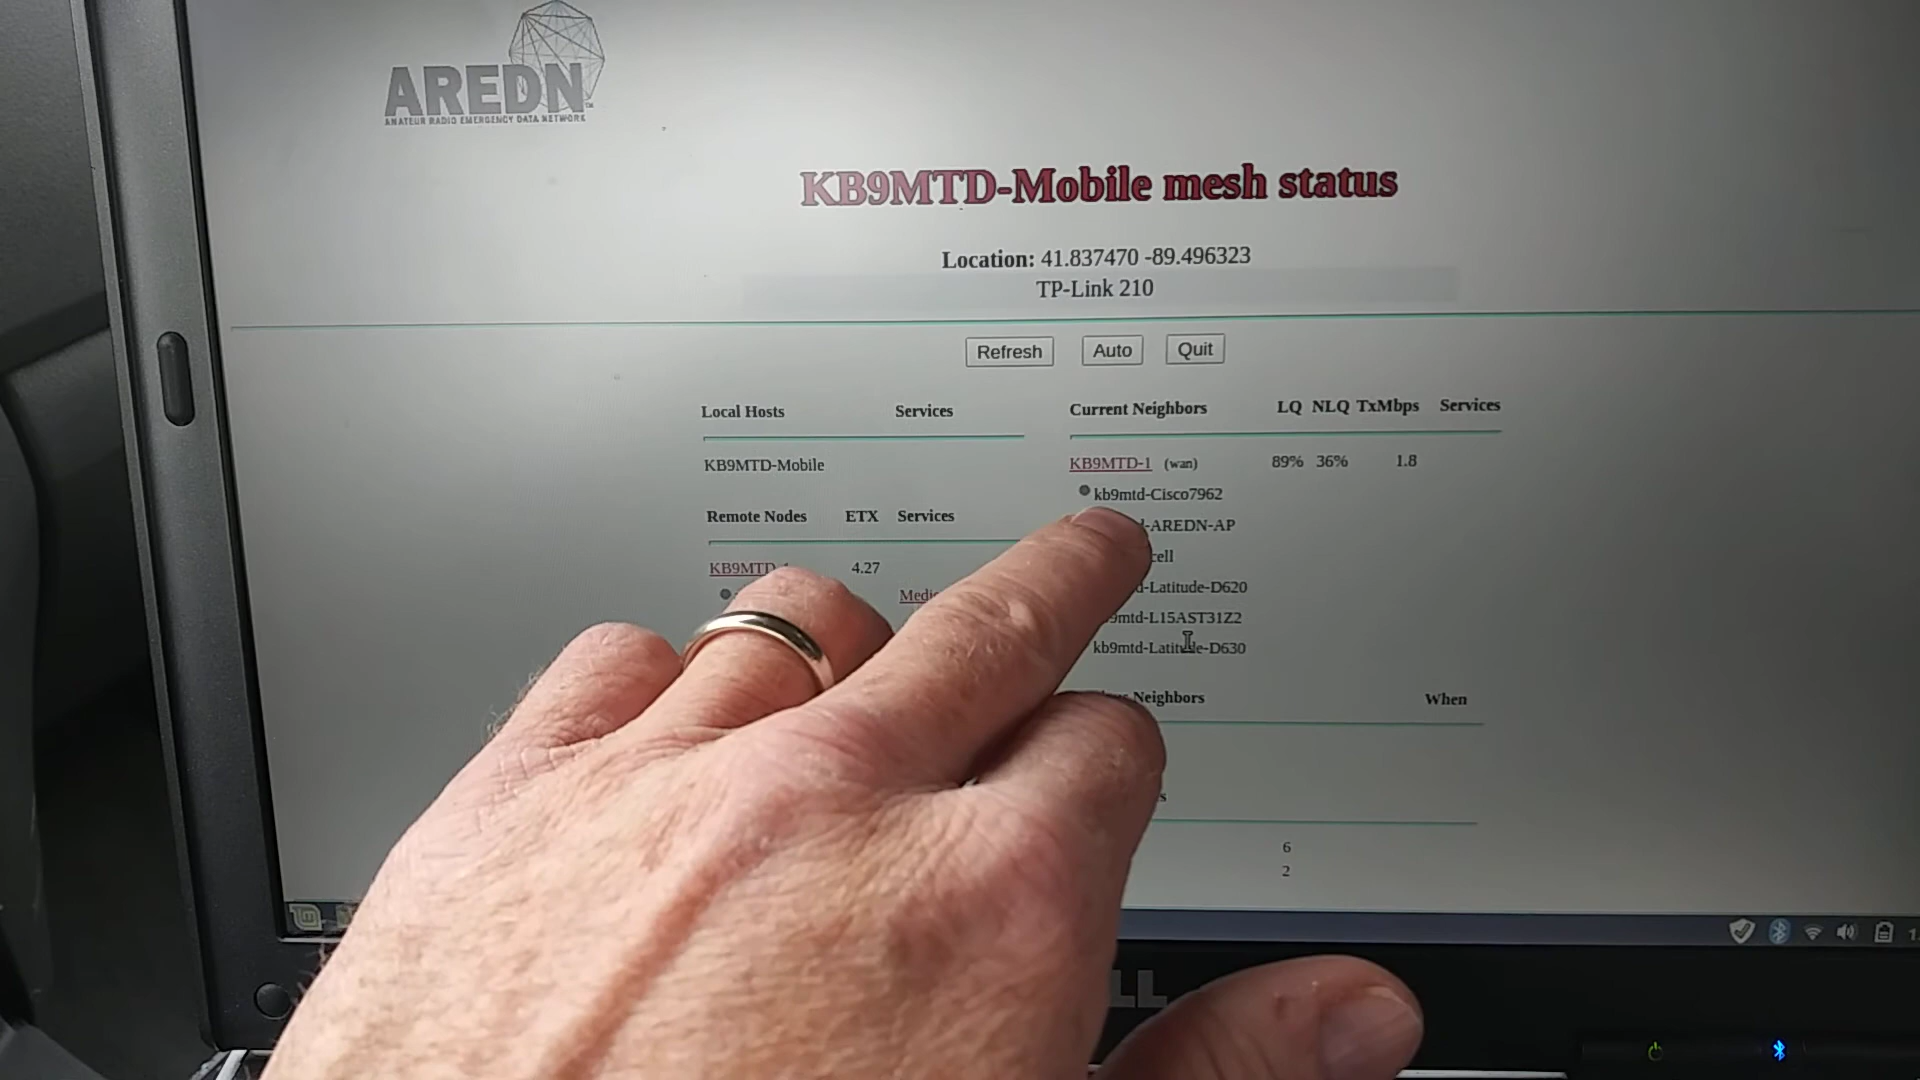 AREDN
AMATEUR RADIO EMERGENCY DATA NETWORK
KB9MTD-Mobile mesh status
Location: 41.837470 -89.496323
TP-Link 210
Refresh Auto Quit
Local Hosts Services
KB9MTD-Mobile
Remote Nodes ETX Services
4.27
Current Neighbors LQ NLQ TxMbps Services
KB9MTD-1 (wan) 89% 36% 1.8
kb9mtd-Cisco7962
-AREDN-AP
cell
-Latitude-D620
9mtd-L15AST31Z2
kb9mtd-Latitude-D630
Neighbors When
6
2